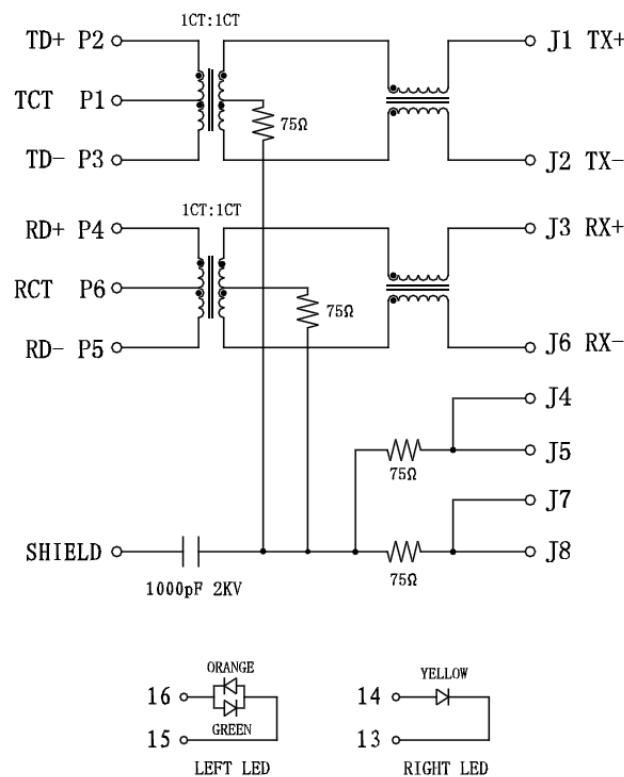 1CT:1CT
TD+ P2 J1 TX+
TCT P1
75Ω
TD- P3 J2 TX-
1CT:1CT
RD+ P4 J3 RX+
RCT P6
75Ω
RD- P5 J6 RX-
J4
J5
75Ω
J7
SHIELD J8
1000pF 2KV 75Ω
ORANGE YELLOW
16 14
15 GREEN 13
LEFT LED RIGHT LED